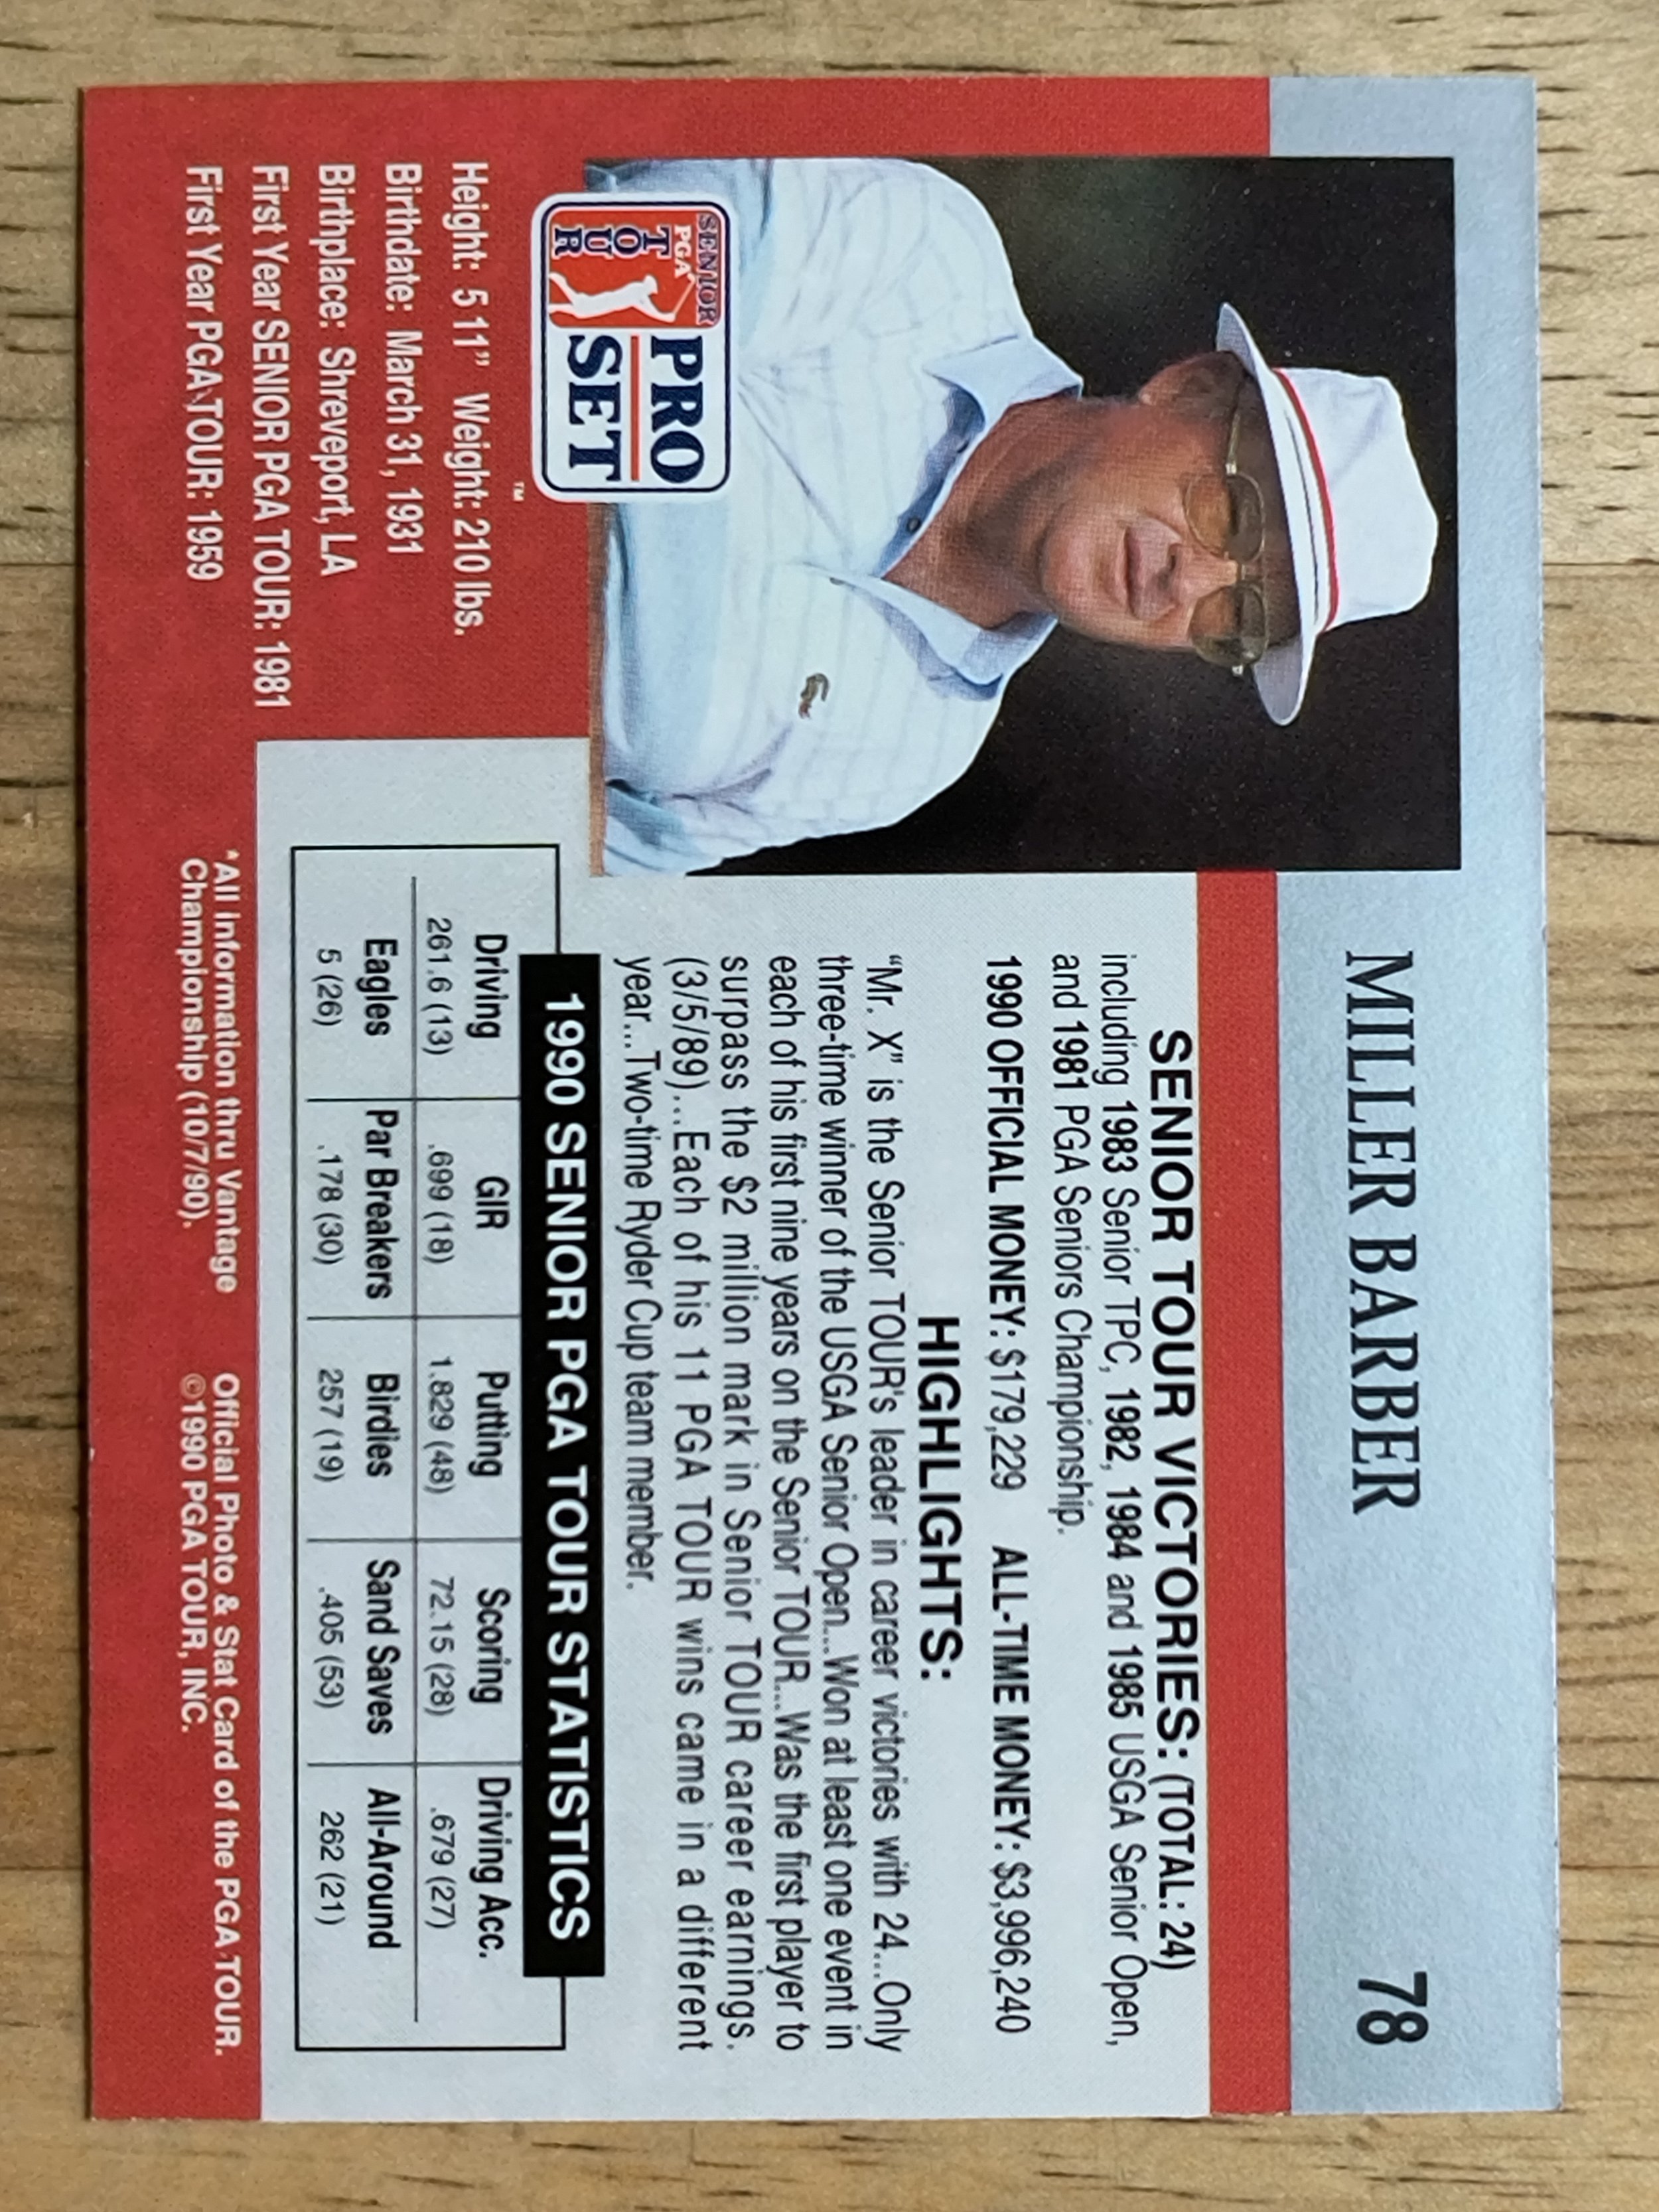 MILLER BARBER 78
SENIOR TOUR VICTORIES: (TOTAL: 24)
including 1983 Senior TPC, 1982, 1984 and 1985 USGA Senior Open,
and 1981 PGA Seniors Championship.
1990 OFFICIAL MONEY: $179,229 ALL-TIME MONEY: $3,996,240
HIGHLIGHTS:
“Mr. X” is the Senior TOUR's leader in career victories with 24...Only
three-time winner of the USGA Senior Open...Won at least one event in
each of his first nine years on the Senior TOUR...Was the first player to
surpass the $2 million mark in Senior TOUR career earnings.
(3/5/89)...Each of his 11 PGA TOUR wins came in a different
year...Two-time Ryder Cup team member.
SENIOR
PGA
TOUR
PRO
SET
™
Height: 5 11” Weight: 210 lbs.
Birthdate: March 31, 1931
Birthplace: Shreveport, LA
First Year SENIOR PGA TOUR: 1981
First Year PGA TOUR: 1959
1990 SENIOR PGA TOUR STATISTICS
Driving GIR Putting Scoring Driving Acc.
261.6 (13) .699 (18) 1.829 (48) 72.15 (28) .679 (27)
Eagles Par Breakers Birdies Sand Saves All-Around
5 (26) .178 (30) 257 (19) .405 (53) 262 (21)
*All Information thru Vantage
Championship (10/7/90).
Official Photo & Stat Card of the PGA TOUR.
©1990 PGA TOUR, INC.